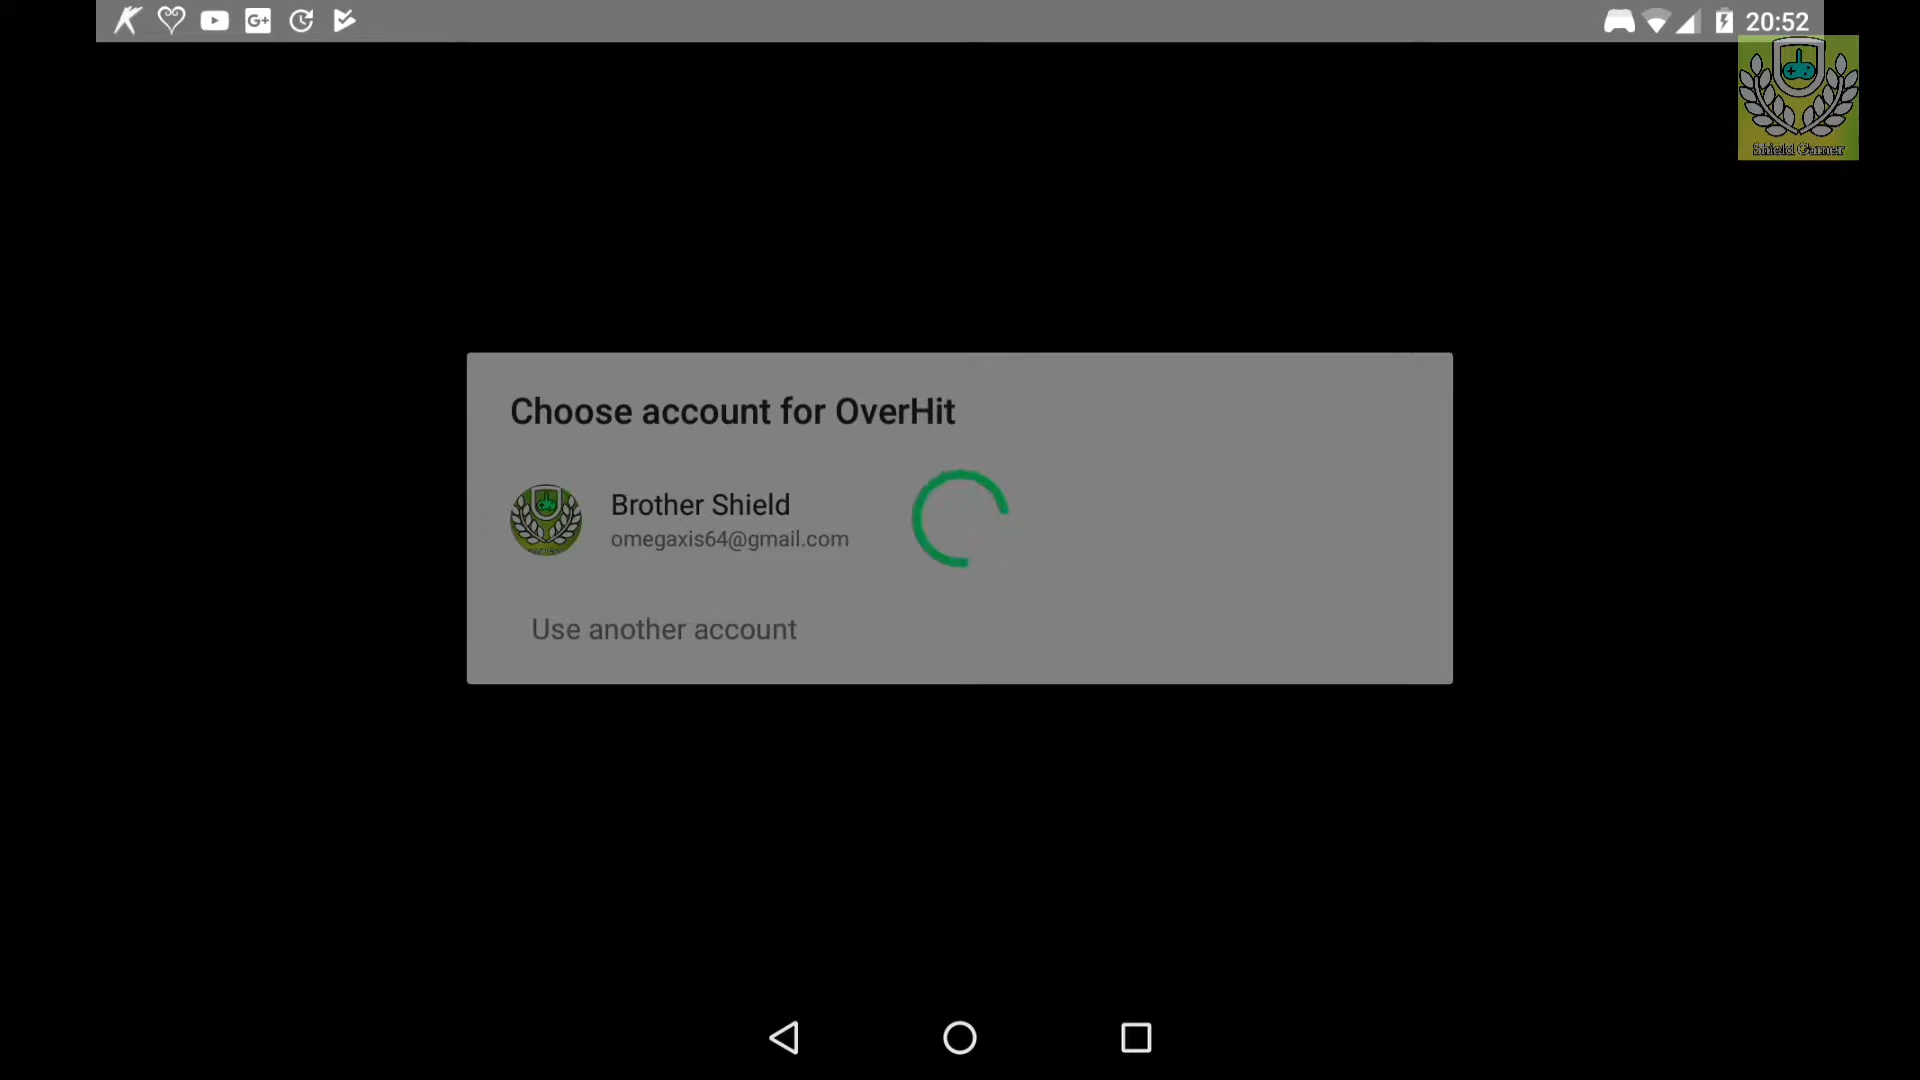 G+
20:52
Shield Gamer
Choose account for OverHit
Brother Shield
omegaxis64@gmail.com
Use another account